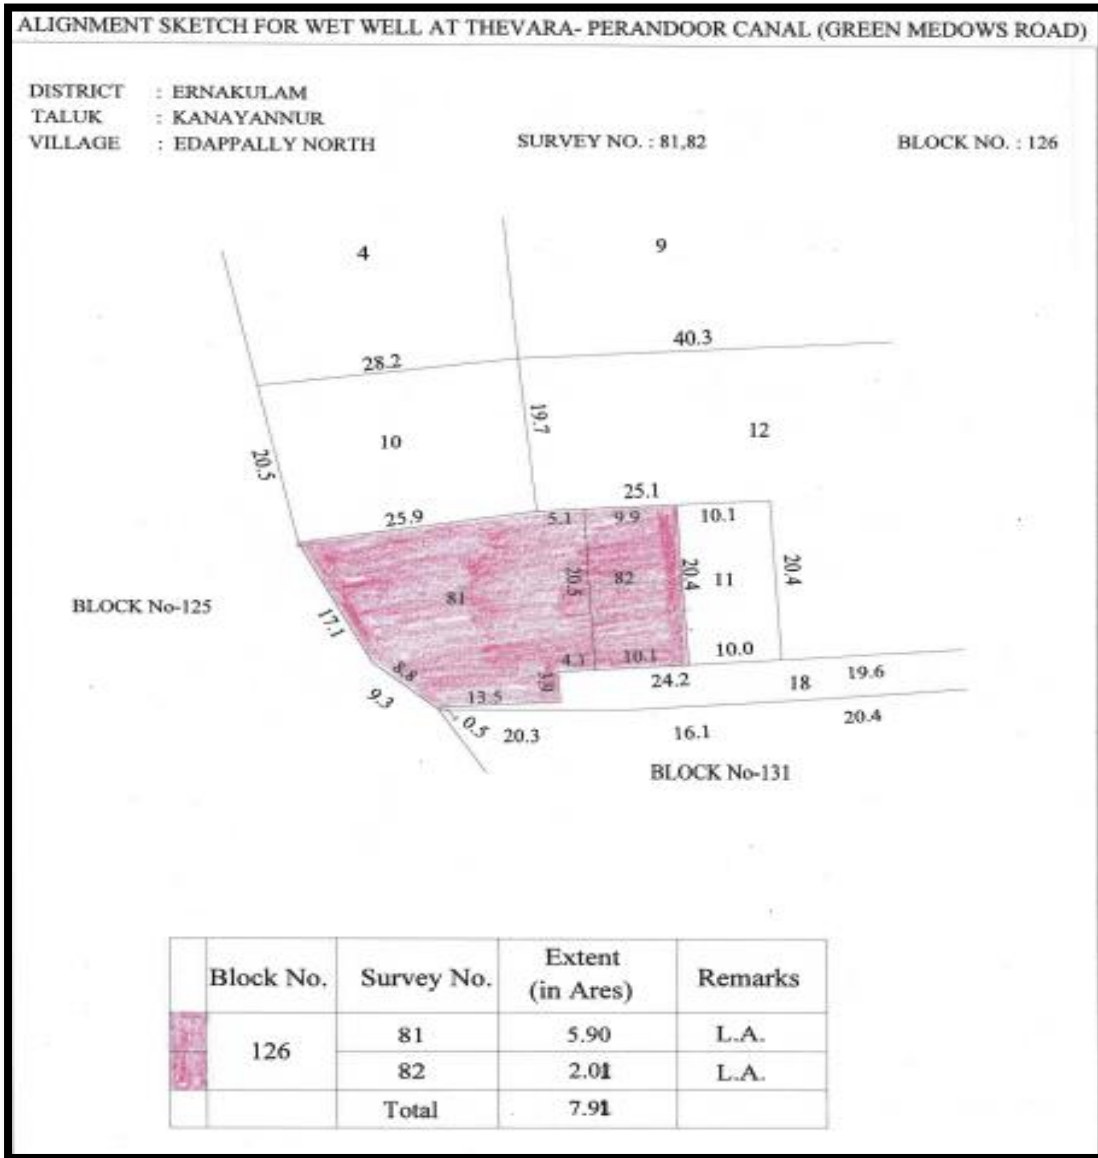 ALIGNMENT SKETCH FOR WET WELL AT THEVARA- PERANDOOR CANAL (GREEN MEDOWS ROAD)
DISTRICT : ERNAKULAM
TALUK : KANAYANNUR
VILLAGE : EDAPPALLY NORTH SURVEY NO. : 81,82 BLOCK NO. : 126
4
9
40.3
28.2
19.7
12
10
20.5
25.1
25.9
5.1 9.9 10.1
20.5
82
20.4
11
20.4
81
BLOCK No-125
17.1
10.0
10.1
8.8
24.2
18
19.6
9.3
13.5
0.5
20.3
16.1
20.4
BLOCK No-131
Block No. Survey No. Extent (in Ares) Remarks
126
81 5.90 L.A.
82 2.01 L.A.
Total 7.91